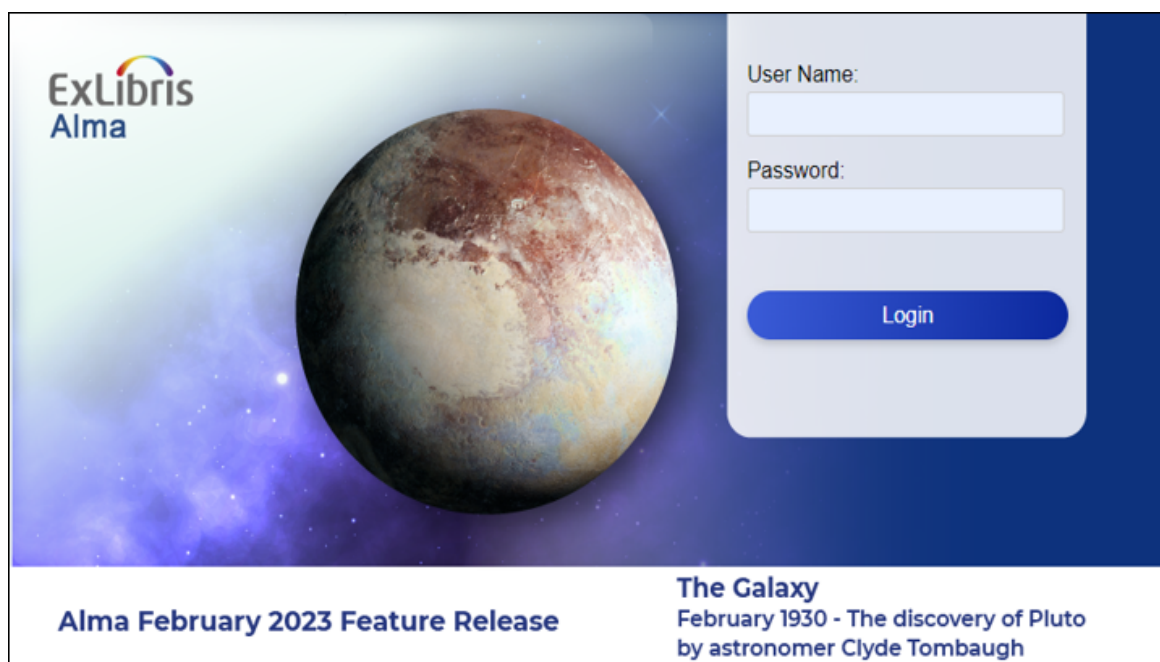 ExLibris
Alma
User Name:
Password:
Login
Alma February 2023 Feature Release
The Galaxy
February 1930 - The discovery of Pluto
by astronomer Clyde Tombaugh